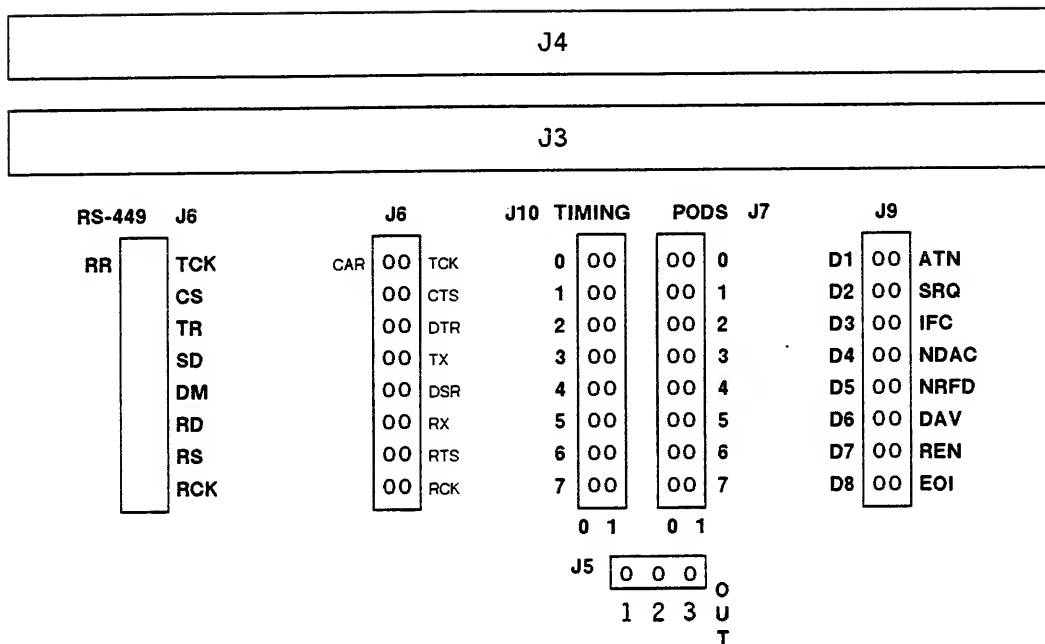 J4
J3
RS-449 J6 J6 J10 TIMING PODS J7 J9
RR TCK CAR 00 TCK 0 00 00 0 D1 00 ATN
CS 00 CTS 1 00 00 1 D2 00 SRQ
TR 00 DTR 2 00 00 2 D3 00 IFC
SD 00 TX 3 00 00 3 D4 00 NDAC
DM 00 DSR 4 00 00 4 D5 00 NRFD
RD 00 RX 5 00 00 5 D6 00 DAV
RS 00 RTS 6 00 00 6 D7 00 REN
RCK 00 RCK 7 00 00 7 D8 00 EOI
0 1 0 1
J5 0 0 0
1 2 3 OUT